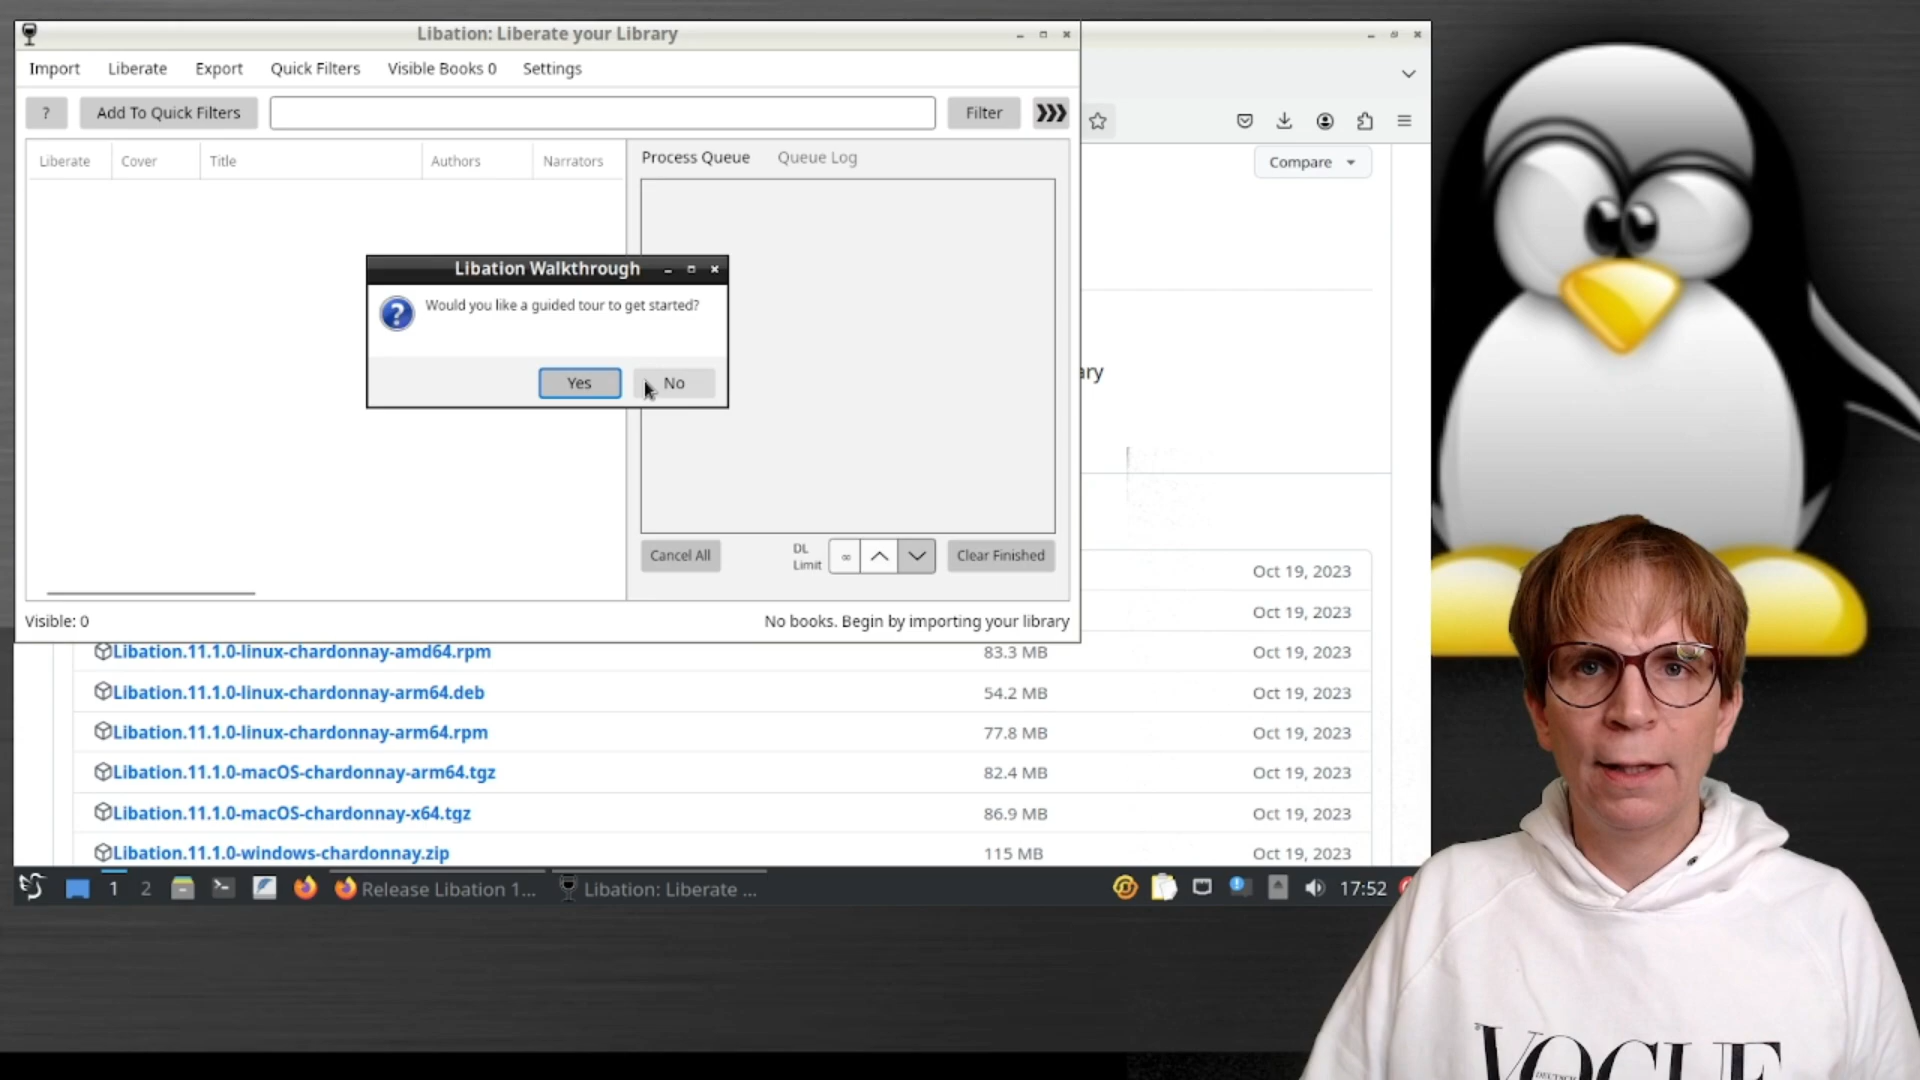 Libation: Liberate your Library
Import Liberate Export Quick Filters Visible Books 0 Settings
? Add To Quick Filters Filter
Compare
Liberate Cover Title Authors Narrators
Process Queue Queue Log
Libation Walkthrough
Would you like a guided tour to get started?
Yes No
ary
Cancel All DL Limit ∞ Clear Finished
Oct 19, 2023
Visible: 0 No books. Begin by importing your library
Oct 19, 2023
Libation.11.1.0-linux-chardonnay-amd64.rpm 83.3 MB Oct 19, 2023
Libation.11.1.0-linux-chardonnay-arm64.deb 54.2 MB Oct 19, 2023
Libation.11.1.0-linux-chardonnay-arm64.rpm 77.8 MB Oct 19, 2023
Libation.11.1.0-macOS-chardonnay-arm64.tgz 82.4 MB Oct 19, 2023
Libation.11.1.0-macOS-chardonnay-x64.tgz 86.9 MB Oct 19, 2023
Libation.11.1.0-windows-chardonnay.zip 115 MB Oct 19, 2023
1 2 Release Libation 1... Libation: Liberate ... 17:52
VOGUE
DEUTSCH